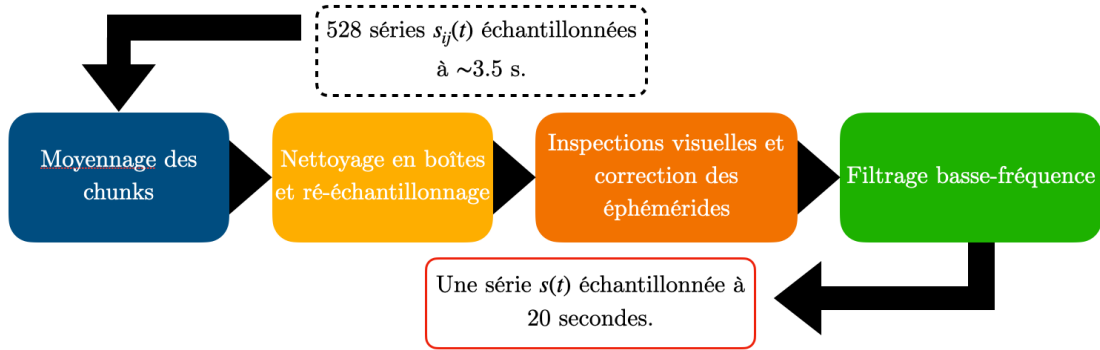 528 séries sij(t) échantillonnées
à ~3.5 s.
Moyennage des
chunks
Nettoyage en boîtes
et ré-échantillonnage
Inspections visuelles et
correction des
éphémérides
Filtrage basse-fréquence
Une série s(t) échantillonnée à
20 secondes.